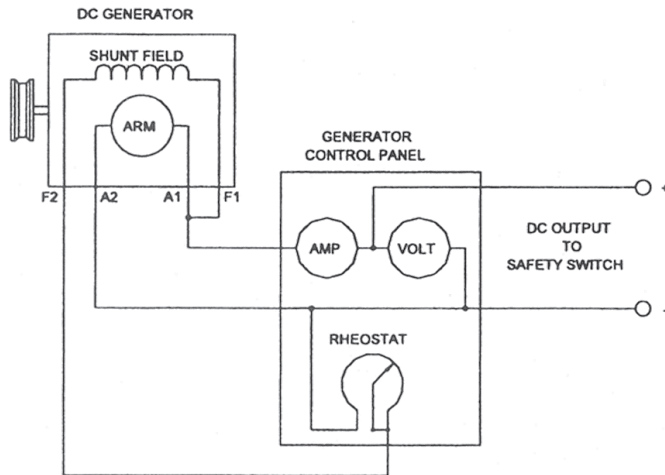 DC GENERATOR
SHUNT FIELD
ARM
F2
A2
A1
F1
GENERATOR
CONTROL PANEL
AMP
VOLT
+
DC OUTPUT
TO
SAFETY SWITCH
-
RHEOSTAT